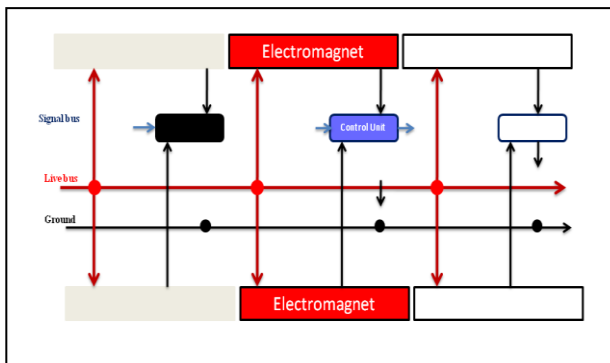 Electromagnet
Signal bus
Control Unit
Live bus
Ground
Electromagnet